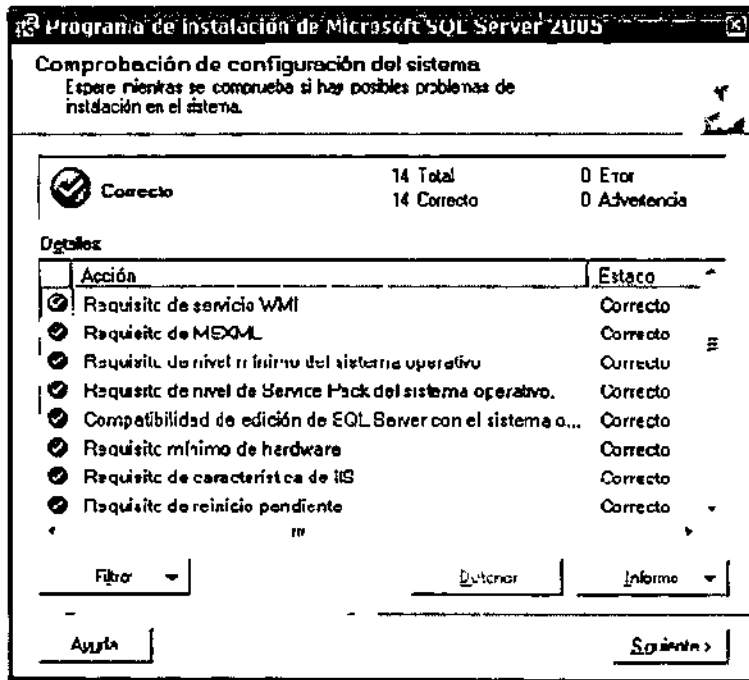 Programa de instalación de Microsoft SQL Server 2005
Comprobación de configuración del sistema
Espere mientras se comprueba si hay posibles problemas de
instalación en el sistema.
Correcto
14 Total
0 Error
14 Correcto
0 Advertencia
Detalles:
Acción
Estado
Requisito de servicio WMI
Correcto
Requisito de MSXML
Correcto
Requisito de nivel mínimo del sistema operativo
Correcto
Requisito de nivel de Service Pack del sistema operativo.
Correcto
Compatibilidad de edición de SQL Server con el sistema o...
Correcto
Requisito mínimo de hardware
Correcto
Requisito de característica de IIS
Correcto
Requisito de reinicio pendiente
Correcto
Filtrar
Detener
Informe
Ayuda
Siguiente >